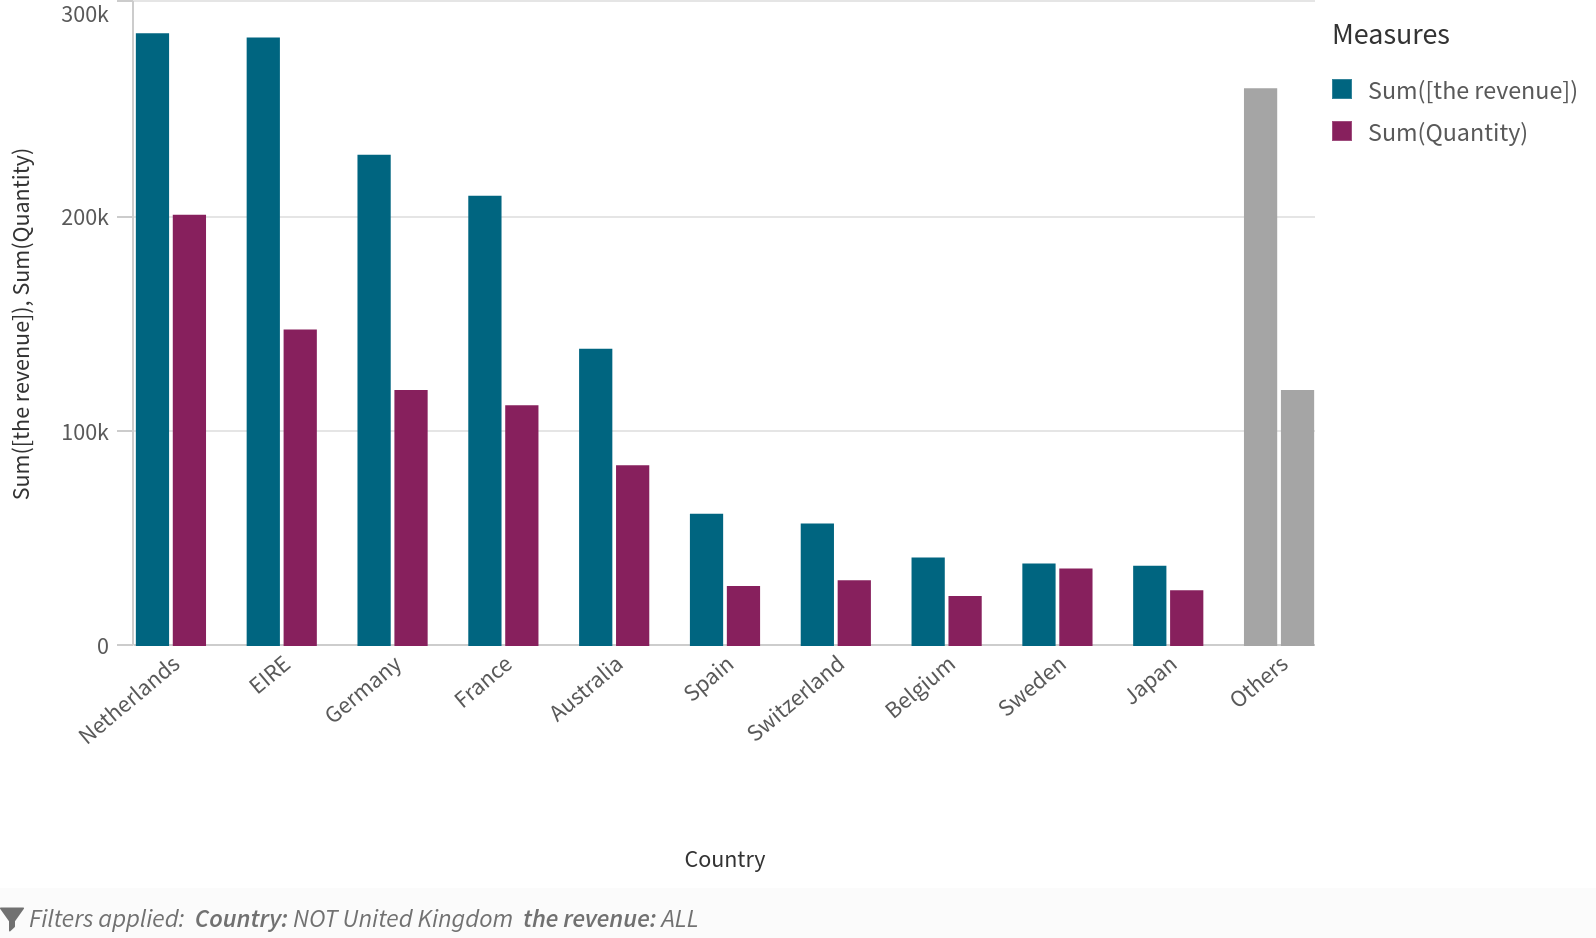 300k
200k
100k
0
Sum([the revenue]), Sum(Quantity)
Netherlands
EIRE
Germany
France
Australia
Spain
Switzerland
Belgium
Sweden
Japan
Others
Country
Measures
Sum([the revenue])
Sum(Quantity)
Filters applied: Country: NOT United Kingdom the revenue: ALL